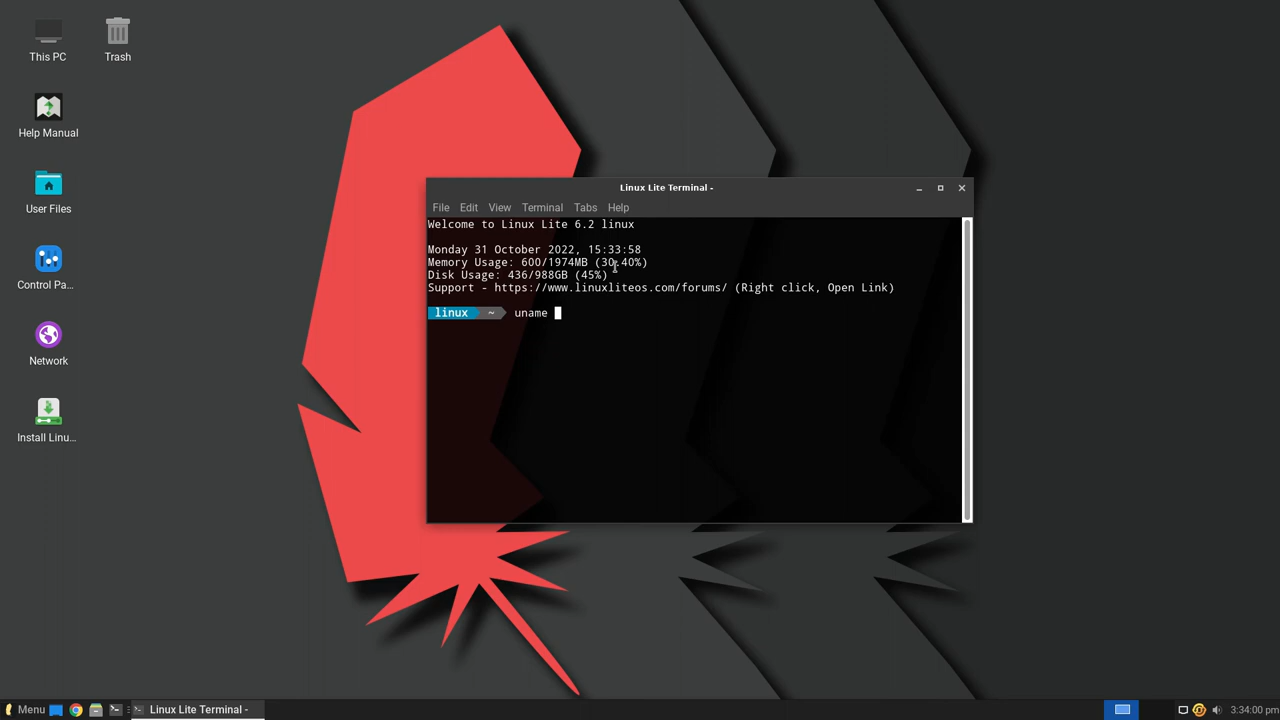 This PC
Trash
Help Manual
User Files
Control Pa...
Network
Install Linu...
Linux Lite Terminal -
File Edit View Terminal Tabs Help
Welcome to Linux Lite 6.2 linux
Monday 31 October 2022, 15:33:58
Memory Usage: 600/1974MB (30.40%)
Disk Usage: 436/988GB (45%)
Support - https://www.linuxliteos.com/forums/ (Right click, Open Link)
linux ~ uname
Menu
Linux Lite Terminal -
3:34:00 pm